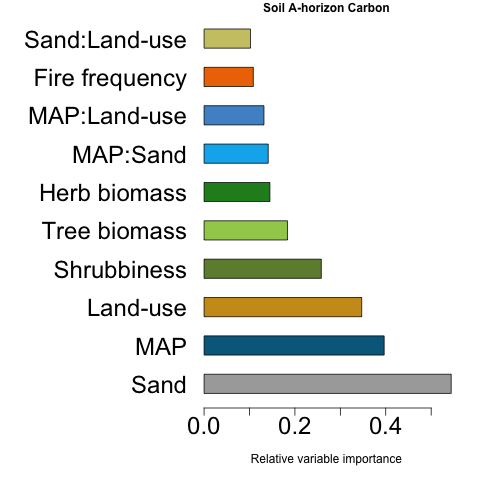 Soil A-horizon Carbon
Sand:Land-use
Fire frequency
MAP:Land-use
MAP:Sand
Herb biomass
Tree biomass
Shrubbiness
Land-use
MAP
Sand
0.0 0.2 0.4
Relative variable importance